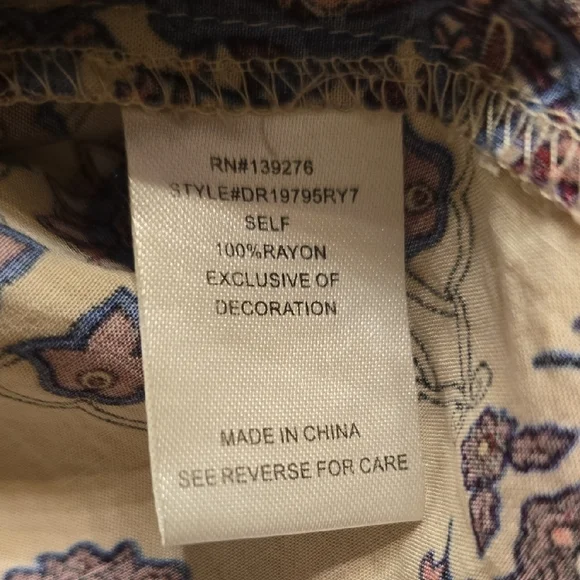 RN#139276
STYLE#DR19795RY7
SELF
100%RAYON
EXCLUSIVE OF
DECORATION
MADE IN CHINA
SEE REVERSE FOR CARE